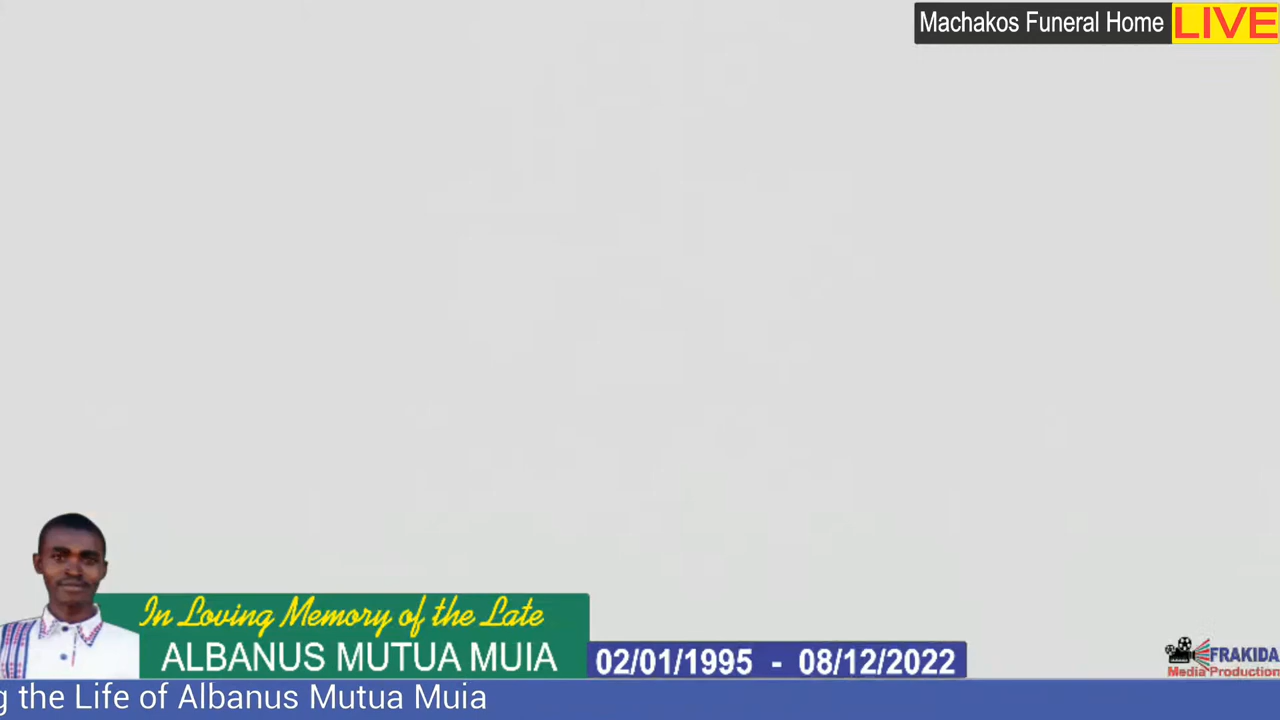 Machakos Funeral Home LIVE
In Loving Memory of the Late
ALBANUS MUTUA MUIA
02/01/1995 - 08/12/2022
FRAKIDA
Media Production
g the Life of Albanus Mutua Muia